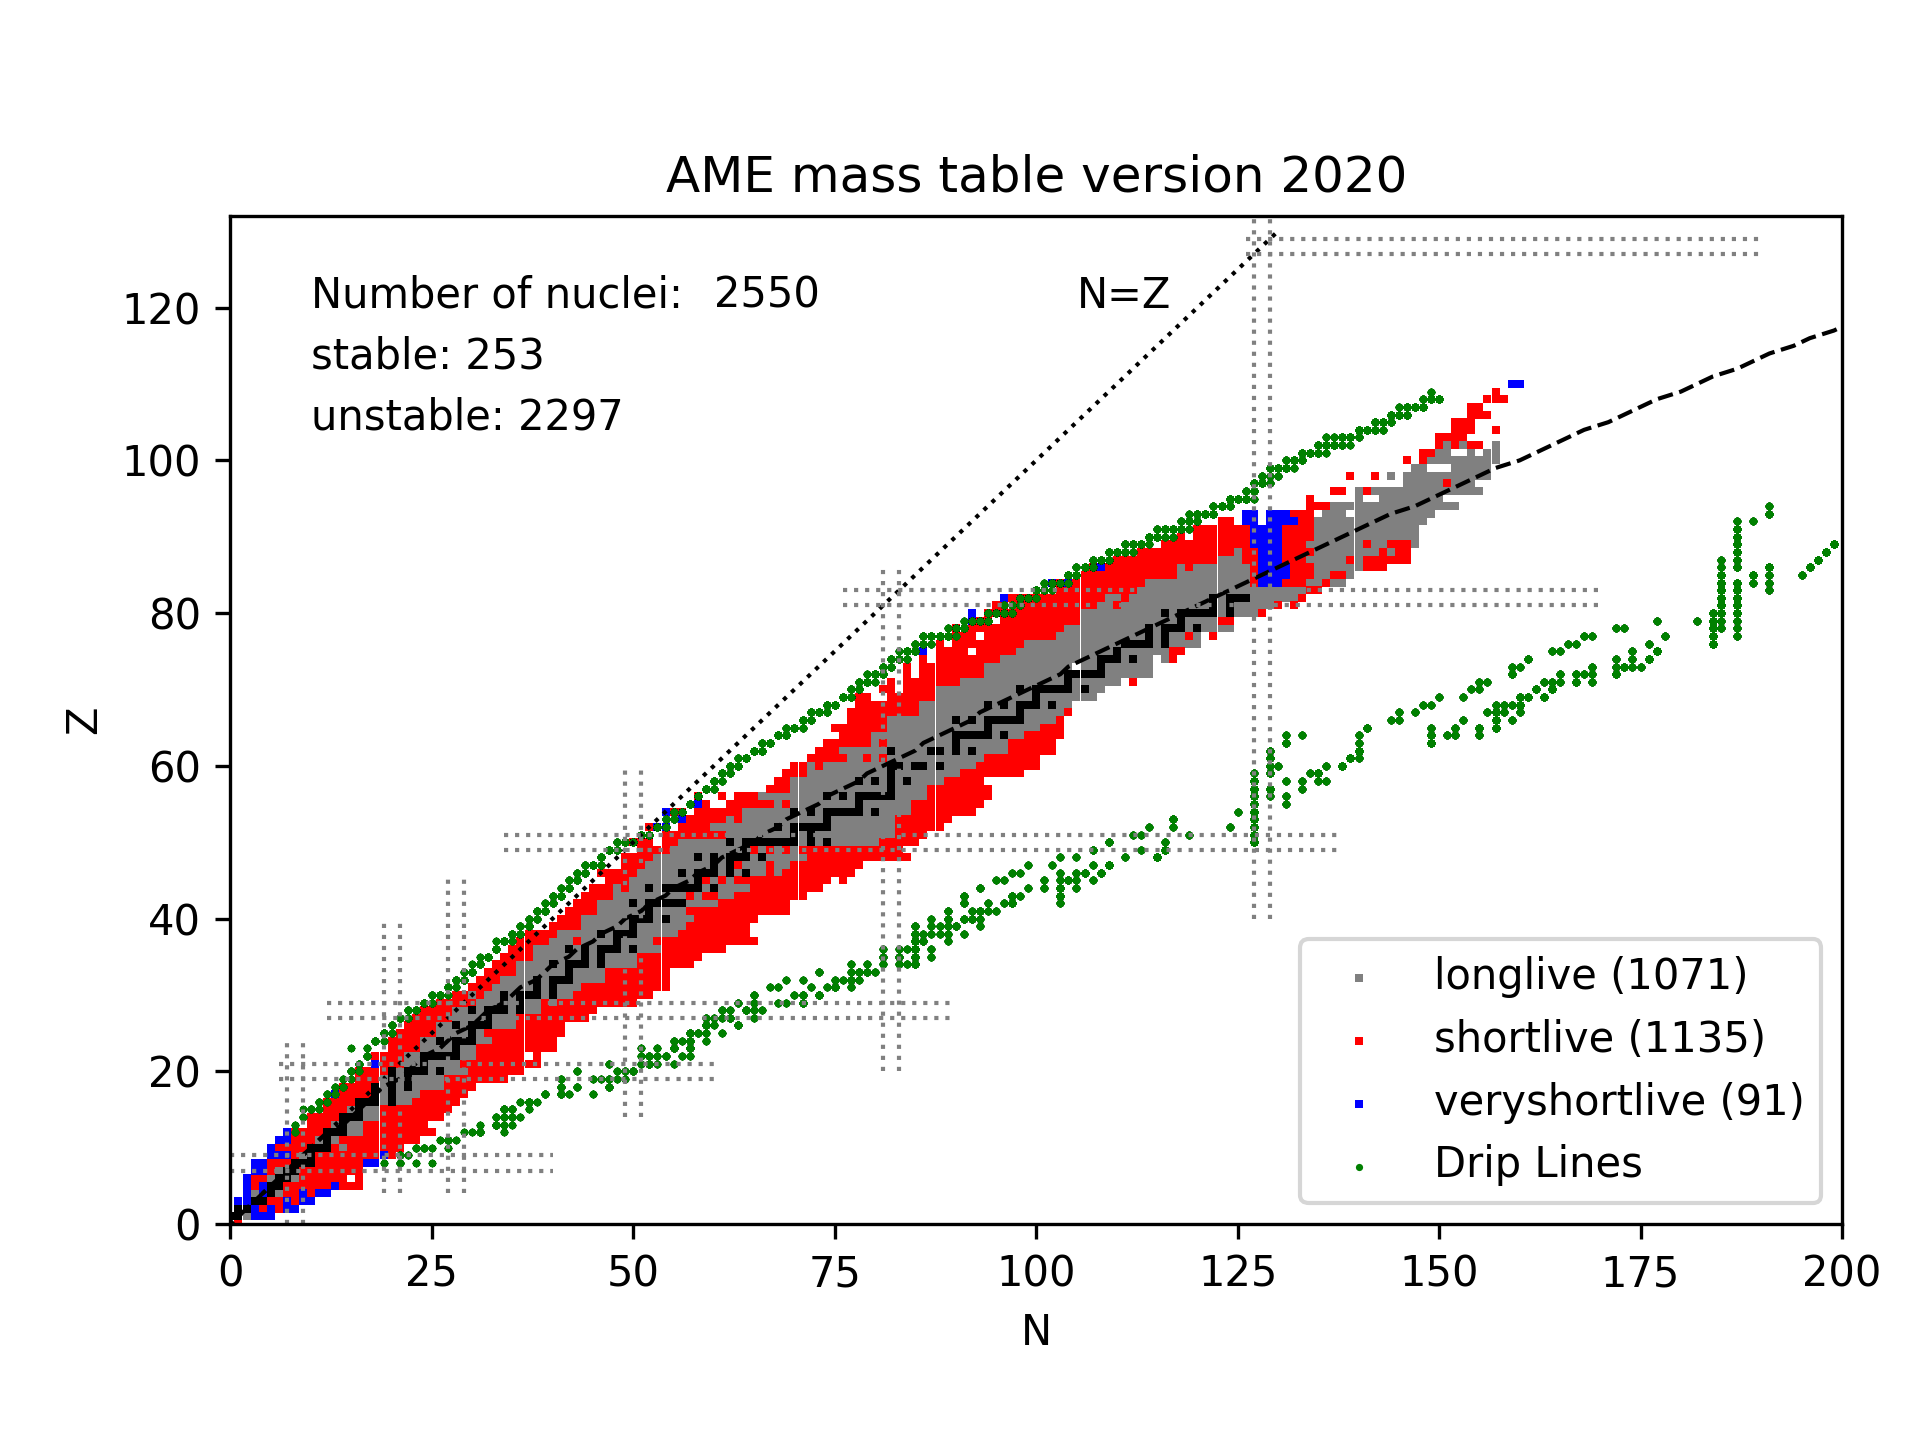 AME mass table version 2020
Number of nuclei: 2550
N=Z
stable: 253
unstable: 2297
Z
120
100
80
60
40
20
0
longlive (1071)
shortlive (1135)
veryshortlive (91)
Drip Lines
0 25 50 75 100 125 150 175 200
N